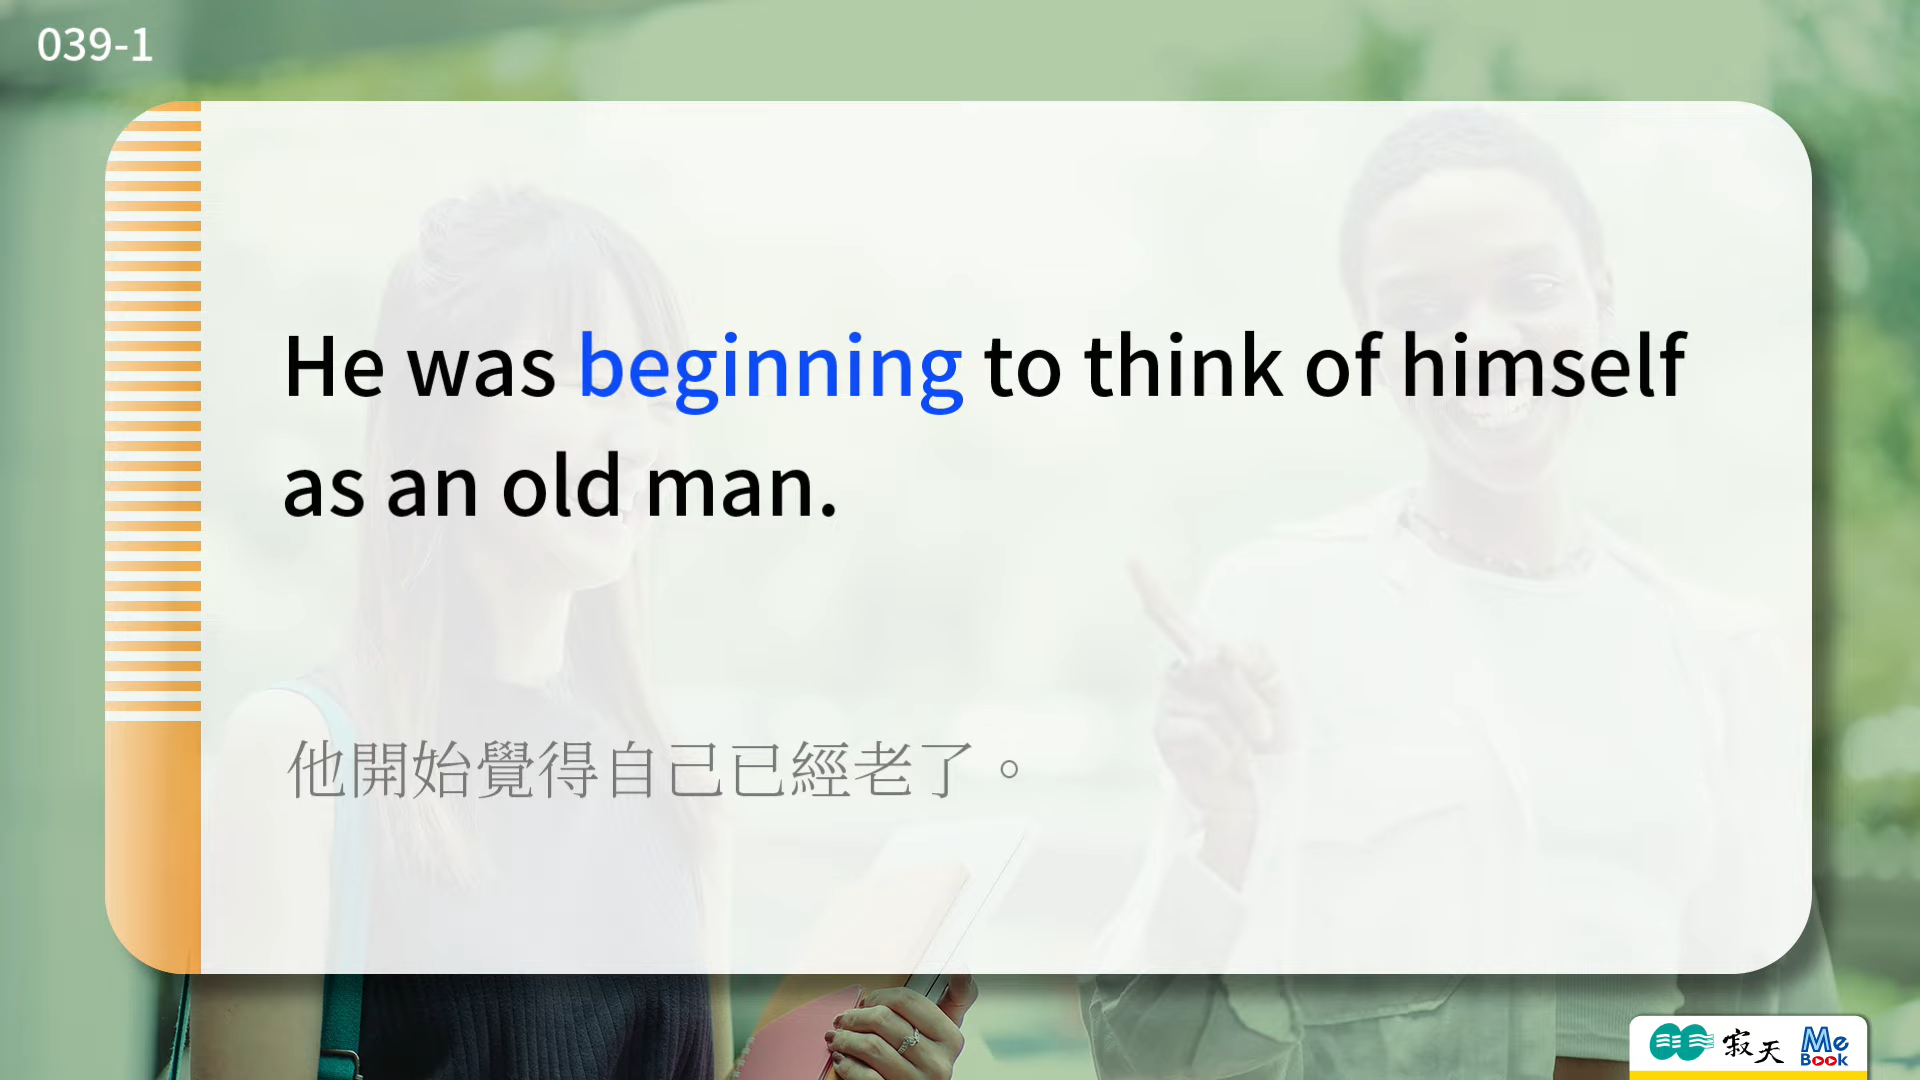 039-1
He was beginning to think of himself
as an old man.
他開始覺得自己已經老了。
寂天
Me
Book